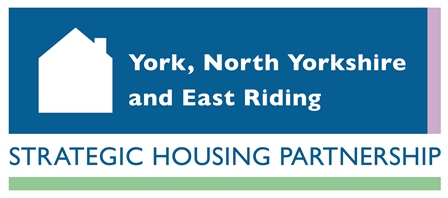 York, North Yorkshire
and East Riding
STRATEGIC HOUSING PARTNERSHIP